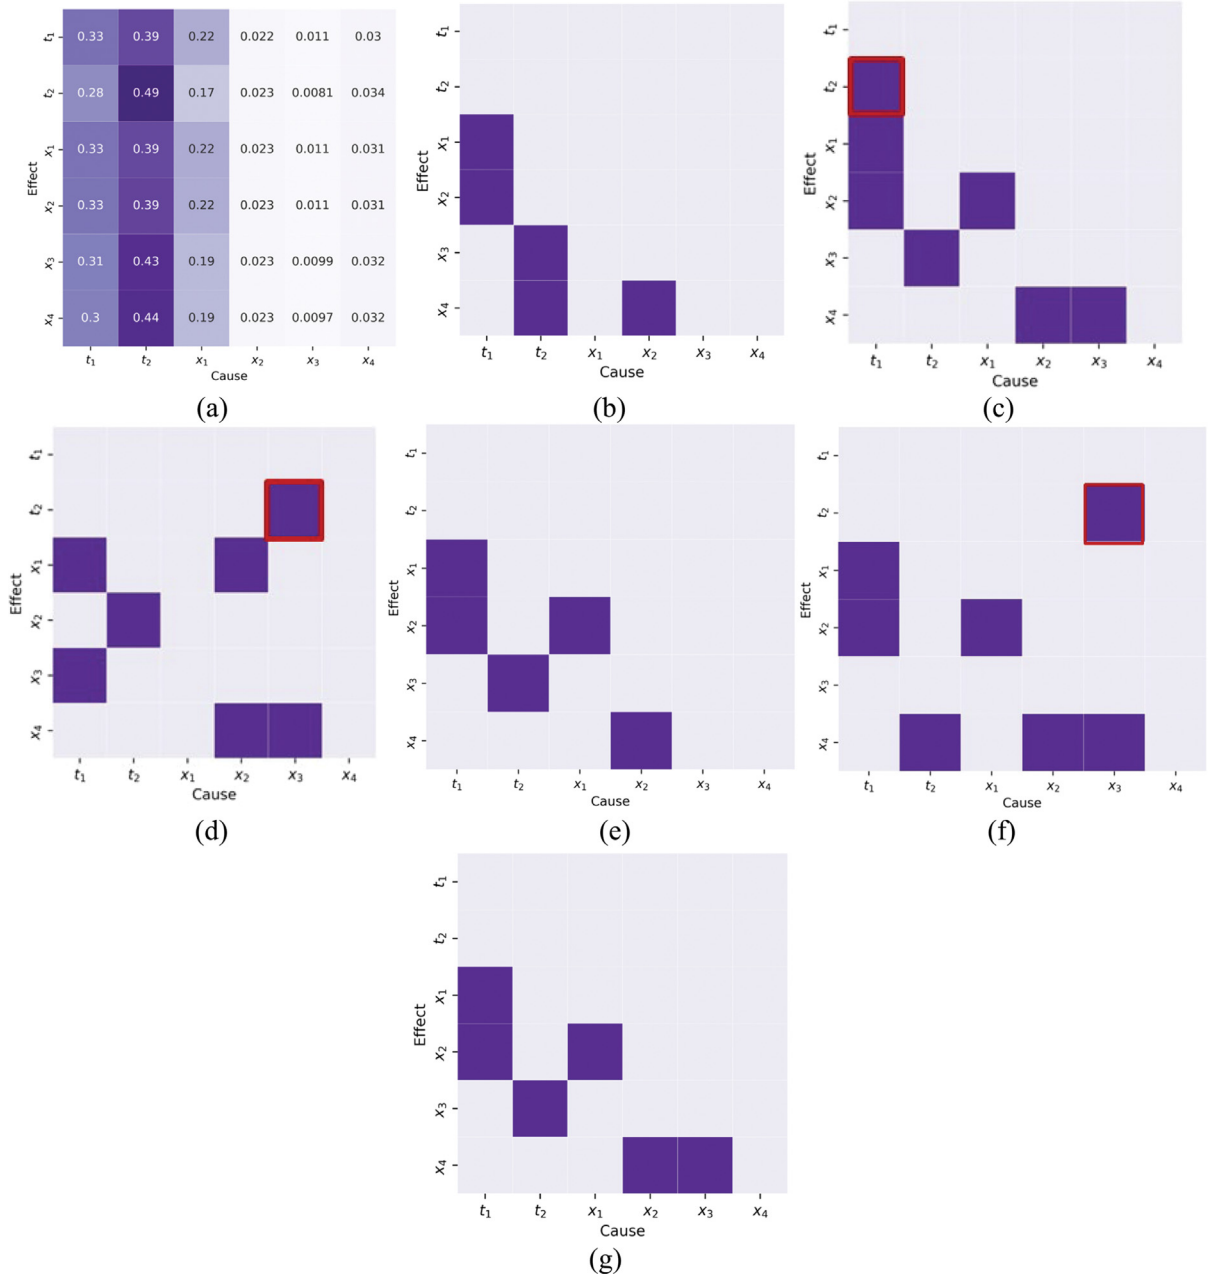 t1 0.33 0.39 0.22 0.022 0.011 0.03
t2 0.28 0.49 0.17 0.023 0.0081 0.034
x1 0.33 0.39 0.22 0.023 0.011 0.031
x2 0.33 0.39 0.22 0.023 0.011 0.031
x3 0.31 0.43 0.19 0.023 0.0099 0.032
x4 0.3 0.44 0.19 0.023 0.0097 0.032
Effect
t1 t2 x1 x2 x3 x4
Cause
(a)
t1
t2
x1
x2
x3
x4
Effect
t1 t2 x1 x2 x3 x4
Cause
(b)
t1
t2
x1
x2
x3
x4
Effect
t1 t2 x1 x2 x3 x4
Cause
(c)
t1
t2
x1
x2
x3
x4
Effect
t1 t2 x1 x2 x3 x4
Cause
(d)
t1
t2
x1
x2
x3
x4
Effect
t1 t2 x1 x2 x3 x4
Cause
(e)
t1
t2
x1
x2
x3
x4
Effect
t1 t2 x1 x2 x3 x4
Cause
(f)
t1
t2
x1
x2
x3
x4
Effect
t1 t2 x1 x2 x3 x4
Cause
(g)